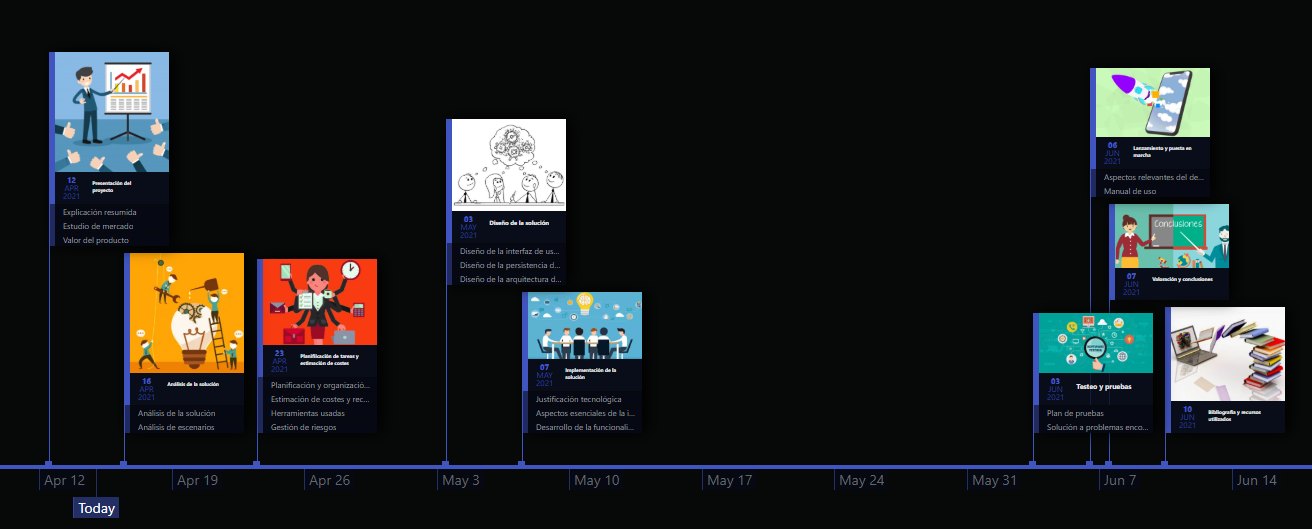 12
APR
2021
Presentación del
proyecto
Explicación resumida
Estudio de mercado
Valor del producto
16
APR
2021
Análisis de la solución
Análisis de la solución
Análisis de escenarios
23
APR
2021
Planificación de tareas y
estimación de costes
Planificación y organizació...
Estimación de costes y rec...
Herramientas usadas
Gestión de riesgos
03
MAY
2021
Diseño de la solución
Diseño de la interfaz de us...
Diseño de la persistencia d...
Diseño de la arquitectura d...
07
MAY
2021
Implementación de la
solución
Justificación tecnológica
Aspectos esenciales de la i...
Desarrollo de la funcionali...
03
JUN
2021
Testeo y pruebas
Plan de pruebas
Solución a problemas enco...
06
JUN
2021
Lanzamiento y puesta en
marcha
Aspectos relevantes del de...
Manual de uso
Conclusiones
07
JUN
2021
Valoración y conclusiones
10
JUN
2021
Bibliografía y recursos
utilizados
Apr 12
Apr 19
Apr 26
May 3
May 10
May 17
May 24
May 31
Jun 7
Jun 14
Today